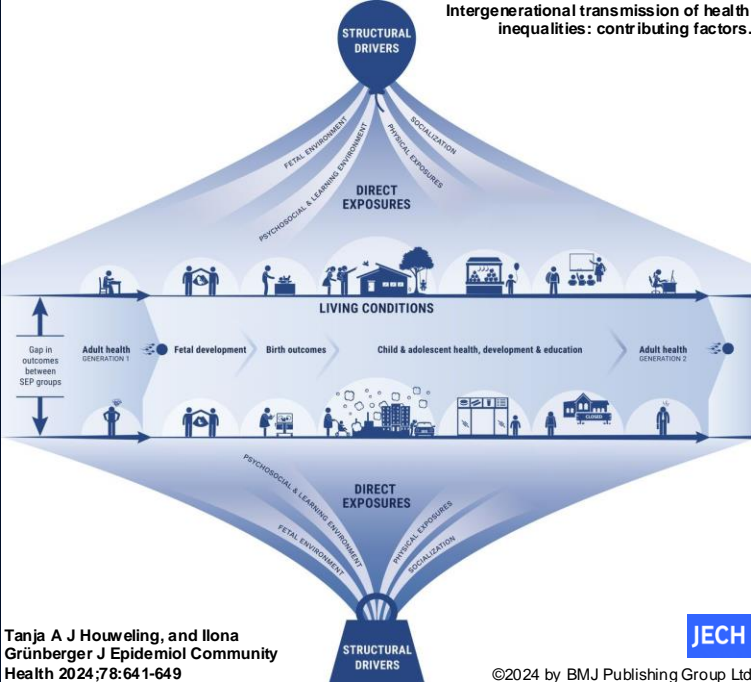 Intergenerational transmission of health
inequalities: contributing factors.
STRUCTURAL
DRIVERS
FETAL ENVIRONMENT
PSYCHOSOCIAL & LEARNING ENVIRONMENT
PHYSICAL EXPOSURES
SOCIALIZATION
DIRECT
EXPOSURES
LIVING CONDITIONS
Gap in
outcomes
between
SEP groups
Adult health
GENERATION 1
Fetal development
Birth outcomes
Child & adolescent health, development & education
Adult health
GENERATION 2
CLOSED
DIRECT
EXPOSURES
PSYCHOSOCIAL & LEARNING ENVIRONMENT
FETAL ENVIRONMENT
PHYSICAL EXPOSURES
SOCIALIZATION
STRUCTURAL
DRIVERS
Tanja A J Houweling, and Ilona
Grünberger J Epidemiol Community
Health 2024;78:641-649
JECH
©2024 by BMJ Publishing Group Ltd